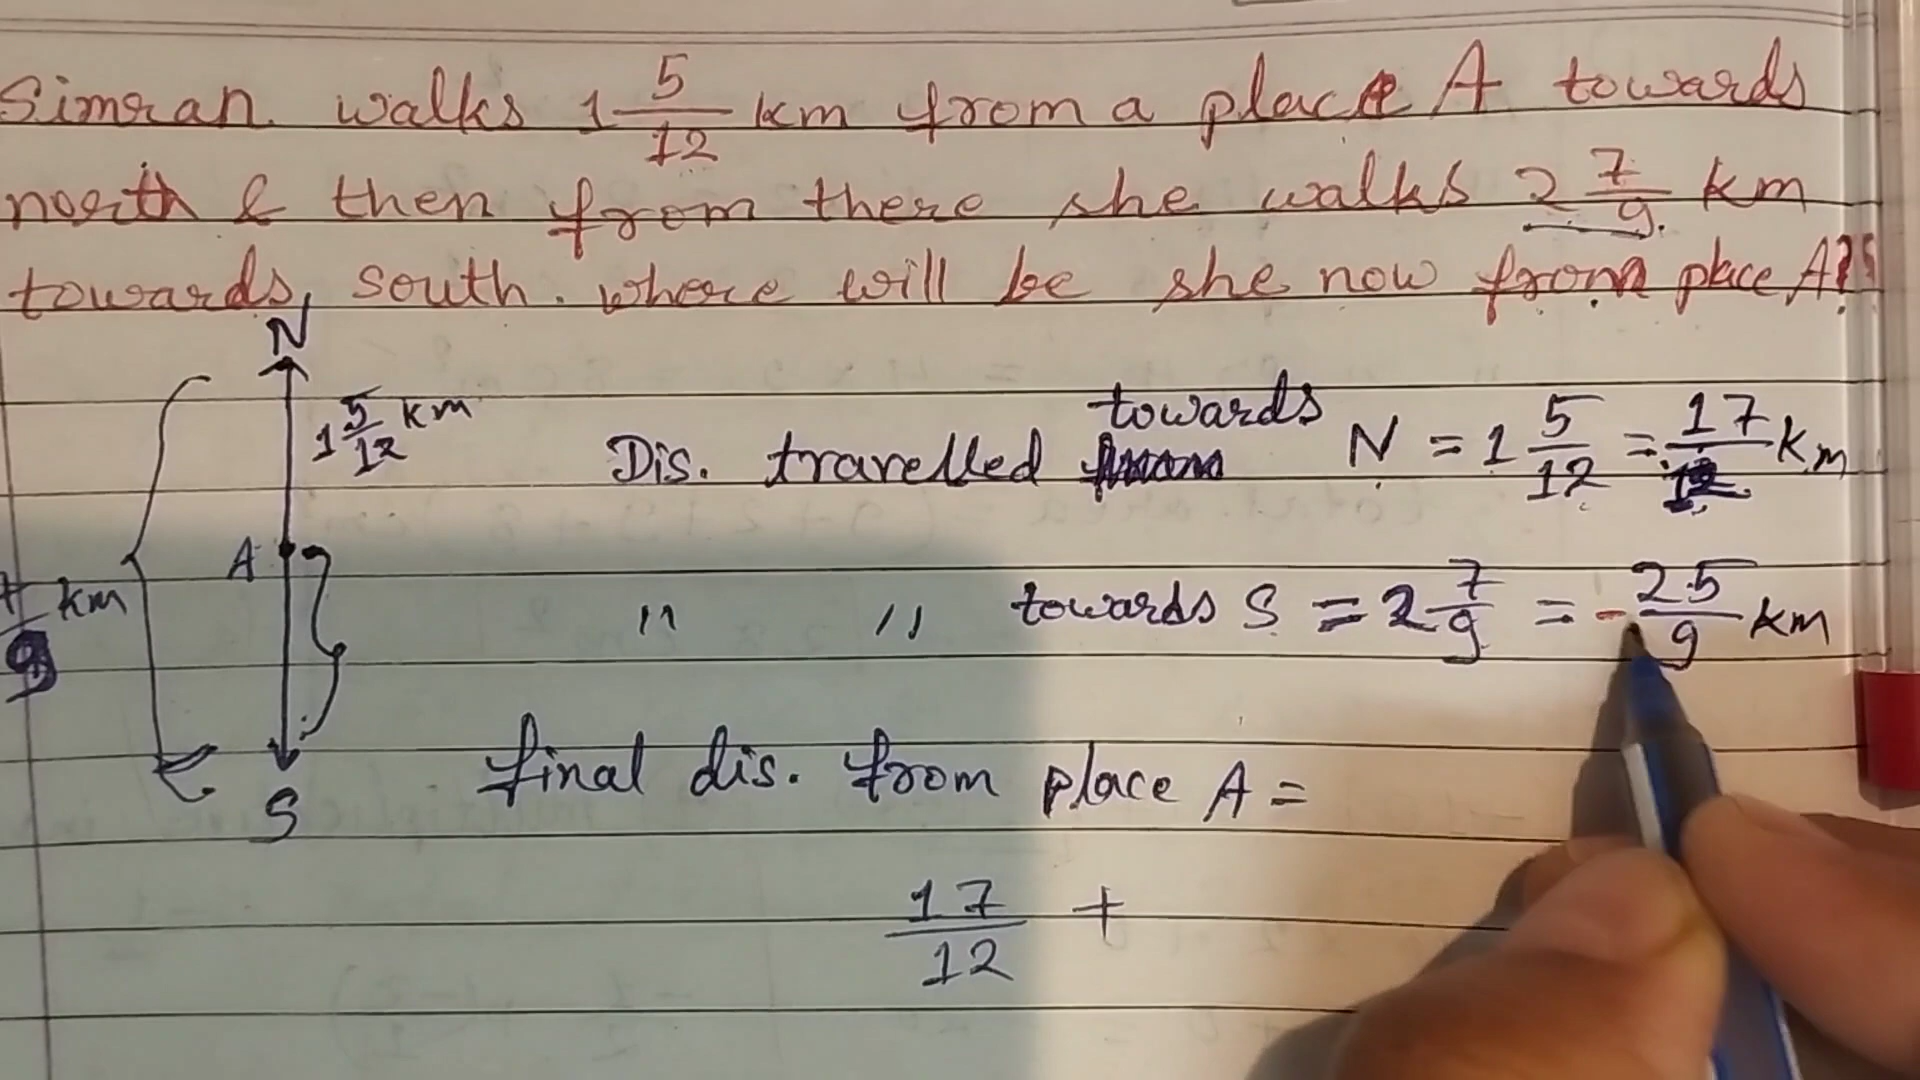 Simran walks 1 5/12 km from a place A towards
north & then from there she walks 2 7/9 km
towards south. where will be she now from place A?
N
1 5/12 km
Dis. travelled towards N = 1 5/12 = 17/12 km
A
7/9 km
" " towards S = 2 7/9 = - 25/9 km
S
final dis. from place A =
17/12 +